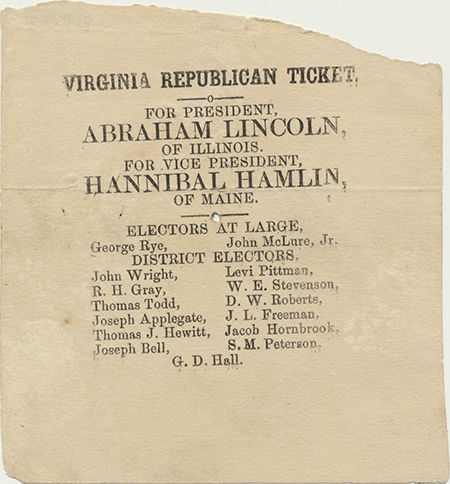 VIRGINIA REPUBLICAN TICKET,
FOR PRESIDENT,
ABRAHAM LINCOLN,
OF ILLINOIS.
FOR VICE PRESIDENT,
HANNIBAL HAMLIN,
OF MAINE.
ELECTORS AT LARGE,
George Rye, John McLure, Jr.
DISTRICT ELECTORS,
John Wright, Levi Pittman,
R. H. Gray, W. E. Stevenson,
Thomas Todd, D. W. Roberts,
Joseph Applegate, J. L. Freeman,
Thomas J. Hewitt, Jacob Hornbrook,
Joseph Bell, S. M. Peterson,
G. D. Hall.